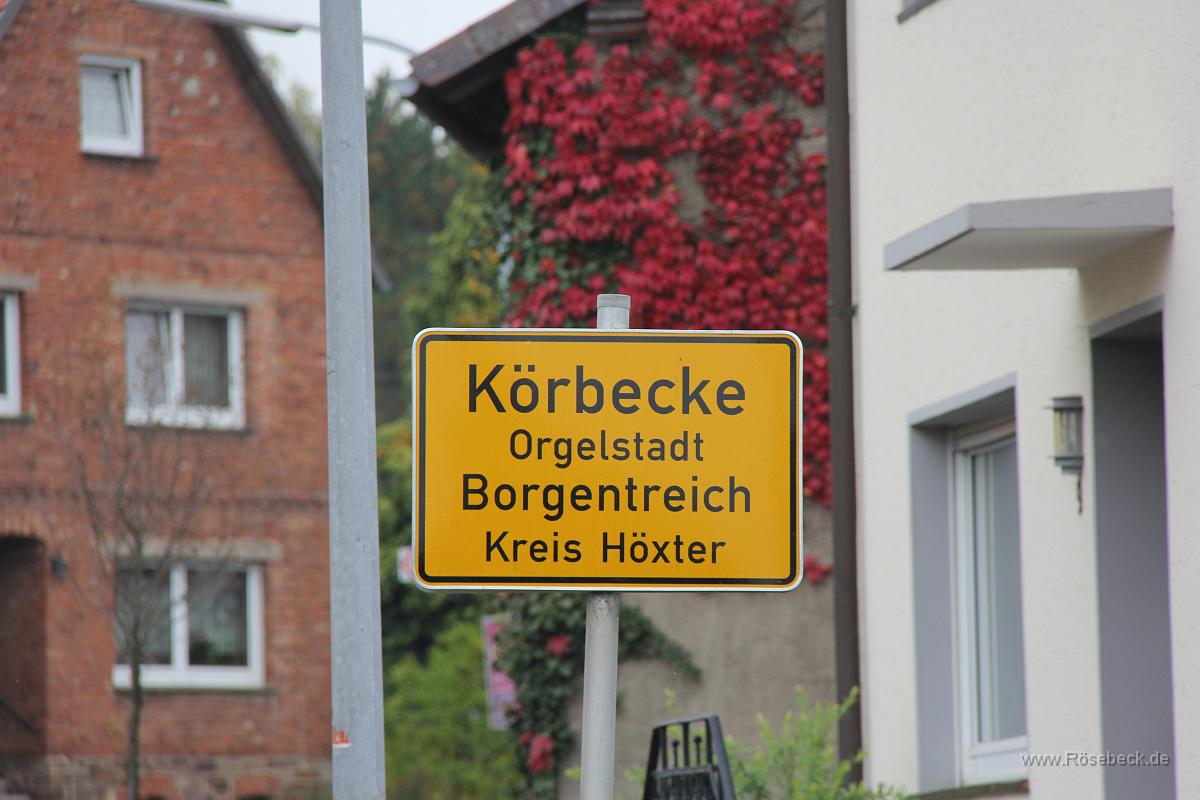 Körbecke
Orgelstadt
Borgentreich
Kreis Höxter
www.Rösebeck.de